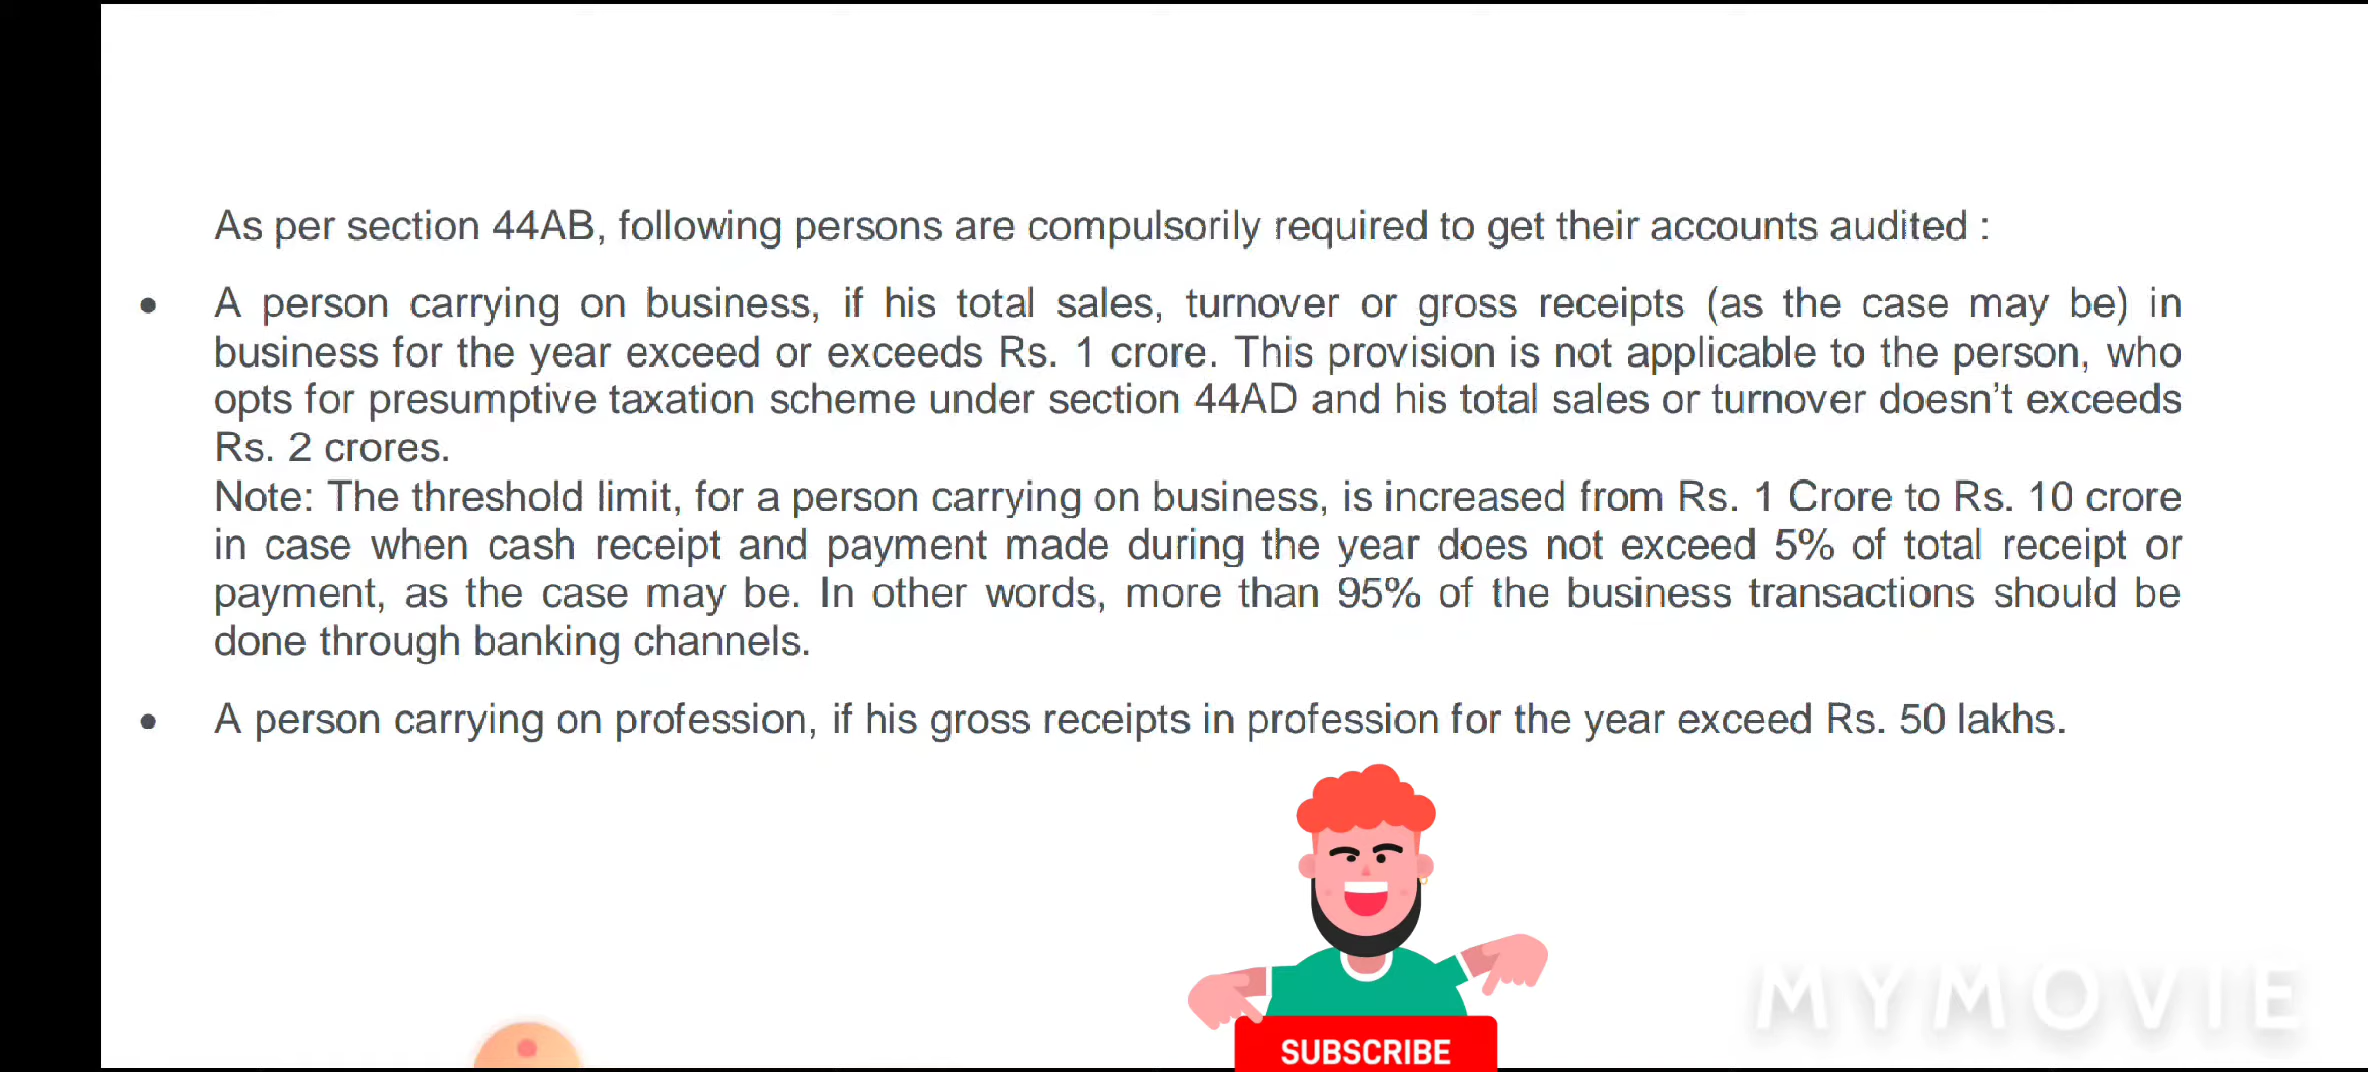 As per section 44AB, following persons are compulsorily required to get their accounts audited :
• A person carrying on business, if his total sales, turnover or gross receipts (as the case may be) in
business for the year exceed or exceeds Rs. 1 crore. This provision is not applicable to the person, who
opts for presumptive taxation scheme under section 44AD and his total sales or turnover doesn't exceeds
Rs. 2 crores.
Note: The threshold limit, for a person carrying on business, is increased from Rs. 1 Crore to Rs. 10 crore
in case when cash receipt and payment made during the year does not exceed 5% of total receipt or
payment, as the case may be. In other words, more than 95% of the business transactions should be
done through banking channels.
• A person carrying on profession, if his gross receipts in profession for the year exceed Rs. 50 lakhs.
MYMOVIE
SUBSCRIBE